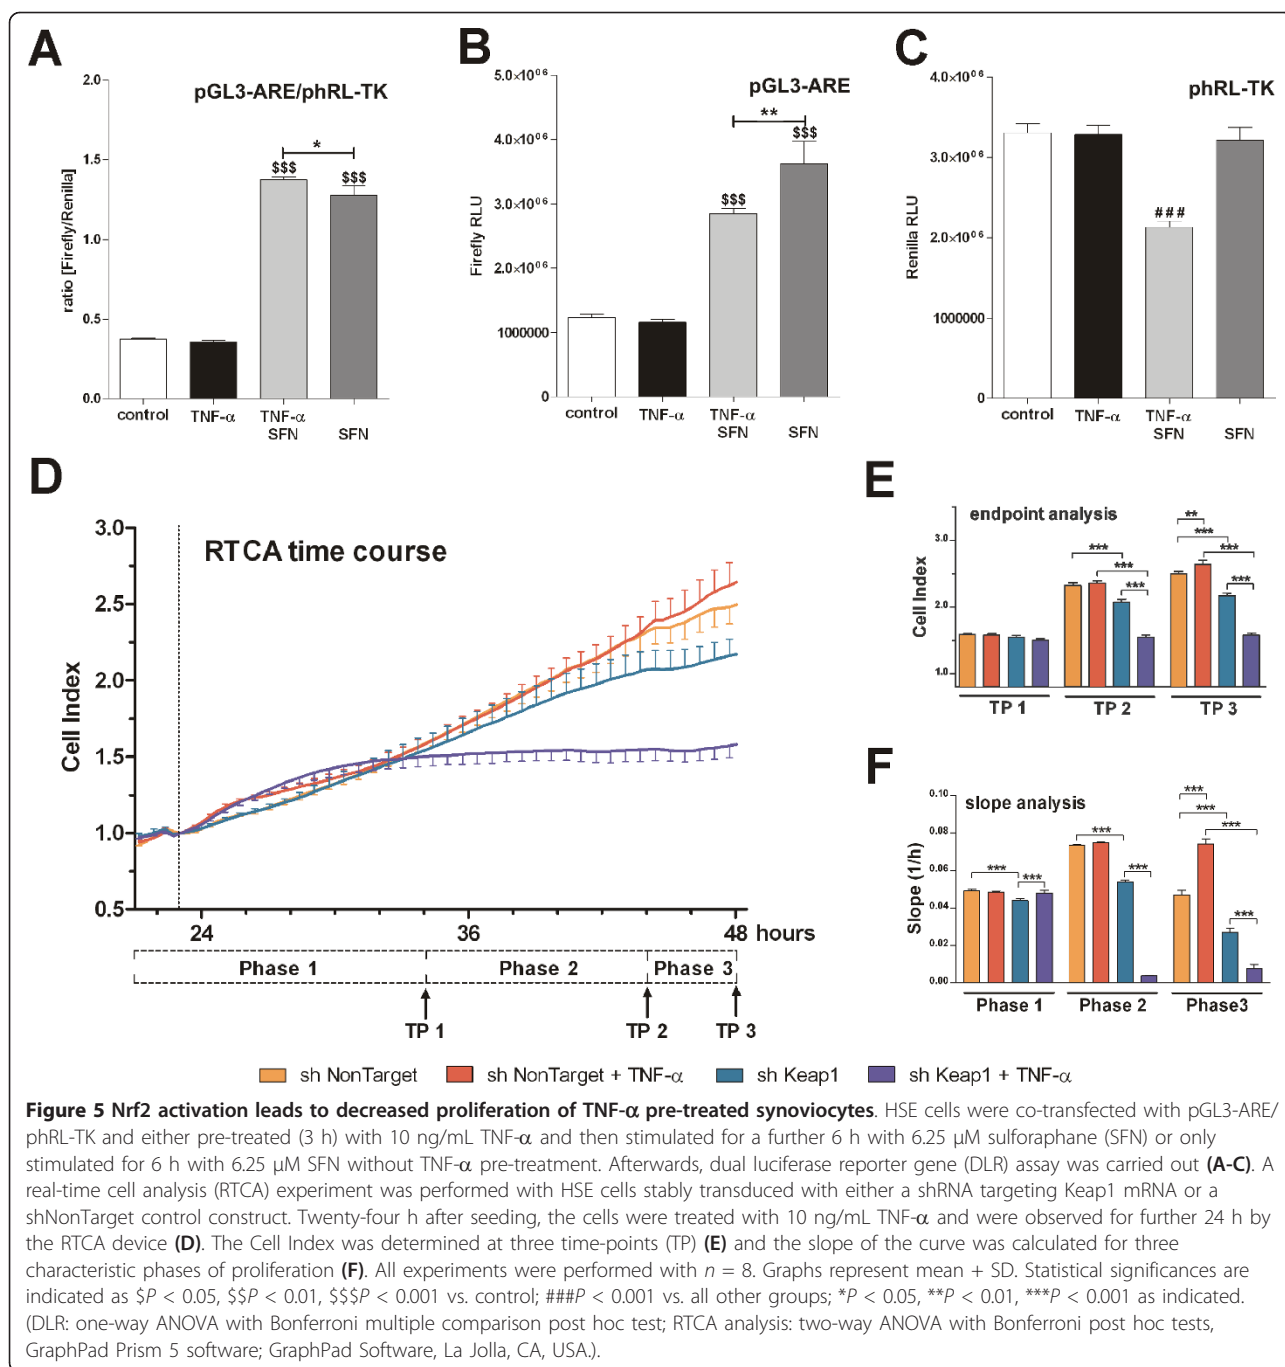 A
pGL3-ARE/phRL-TK
ratio [Firefly/Renilla]
2.0
1.5
1.0
0.5
0.0
*
$$$
$$$
control
TNF-α
TNF-α SFN
SFN
B
pGL3-ARE
Firefly RLU
5.0×10⁰⁶
4.0×10⁰⁶
3.0×10⁰⁶
2.0×10⁰⁶
1000000
0
**
$$$
$$$
control
TNF-α
TNF-α SFN
SFN
C
phRL-TK
Renilla RLU
4.0×10⁰⁶
3.0×10⁰⁶
2.0×10⁰⁶
1000000
0
###
control
TNF-α
TNF-α SFN
SFN
D
RTCA time course
Cell Index
3.0
2.5
2.0
1.5
1.0
0.5
24
36
48 hours
Phase 1
Phase 2
Phase 3
TP 1
TP 2
TP 3
E
endpoint analysis
Cell Index
3.0
2.0
1.0
***
***
***
**
***
***
***
TP 1
TP 2
TP 3
F
slope analysis
Slope (1/h)
0.10
0.08
0.06
0.04
0.02
0.00
***
***
***
***
***
***
***
***
Phase 1
Phase 2
Phase3
sh NonTarget
sh NonTarget + TNF-α
sh Keap1
sh Keap1 + TNF-α
Figure 5 Nrf2 activation leads to decreased proliferation of TNF-α pre-treated synoviocytes. HSE cells were co-transfected with pGL3-ARE/
phRL-TK and either pre-treated (3 h) with 10 ng/mL TNF-α and then stimulated for a further 6 h with 6.25 μM sulforaphane (SFN) or only
stimulated for 6 h with 6.25 μM SFN without TNF-α pre-treatment. Afterwards, dual luciferase reporter gene (DLR) assay was carried out (A-C). A
real-time cell analysis (RTCA) experiment was performed with HSE cells stably transduced with either a shRNA targeting Keap1 mRNA or a
shNonTarget control construct. Twenty-four h after seeding, the cells were treated with 10 ng/mL TNF-α and were observed for further 24 h by
the RTCA device (D). The Cell Index was determined at three time-points (TP) (E) and the slope of the curve was calculated for three
characteristic phases of proliferation (F). All experiments were performed with n = 8. Graphs represent mean + SD. Statistical significances are
indicated as $P < 0.05, $$P < 0.01, $$$P < 0.001 vs. control; ###P < 0.001 vs. all other groups; *P < 0.05, **P < 0.01, ***P < 0.001 as indicated.
(DLR: one-way ANOVA with Bonferroni multiple comparison post hoc test; RTCA analysis: two-way ANOVA with Bonferroni post hoc tests,
GraphPad Prism 5 software; GraphPad Software, La Jolla, CA, USA.).